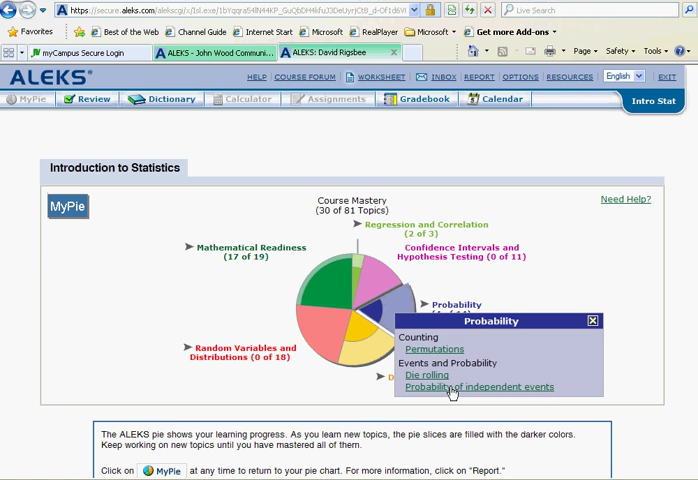 https://secure.aleks.com/alekscgi/x/Isl.exe/
Live Search
Favorites
Best of the Web
Channel Guide
Customize Links
Internet Start
Microsoft
RealPlayer
Microsoft
Get more Add-ons
myCampus Secure Login
ALEKS - John Wood Communi...
ALEKS: David Rigsbee
Page
Safety
Tools
ALEKS®
HELP
COURSE FORUM
WORKSHEET
INBOX
REPORT
OPTIONS
RESOURCES
English
EXIT
MyPie
Review
Dictionary
Calculator
Assignments
Gradebook
Calendar
Intro Stat
Introduction to Statistics
MyPie
Course Mastery
(30 of 81 Topics)
Need Help?
Regression and Correlation
(2 of 3)
Mathematical Readiness
(17 of 19)
Confidence Intervals and
Hypothesis Testing (0 of 11)
Probability
Random Variables and
Distributions (0 of 18)
D
Probability
Counting
Permutations
Events and Probability
Die rolling
Probability of independent events
The ALEKS pie shows your learning progress. As you learn new topics, the pie slices are filled with the darker colors.
Keep working on new topics until you have mastered all of them.
Click on MyPie at any time to return to your pie chart. For more information, click on "Report."